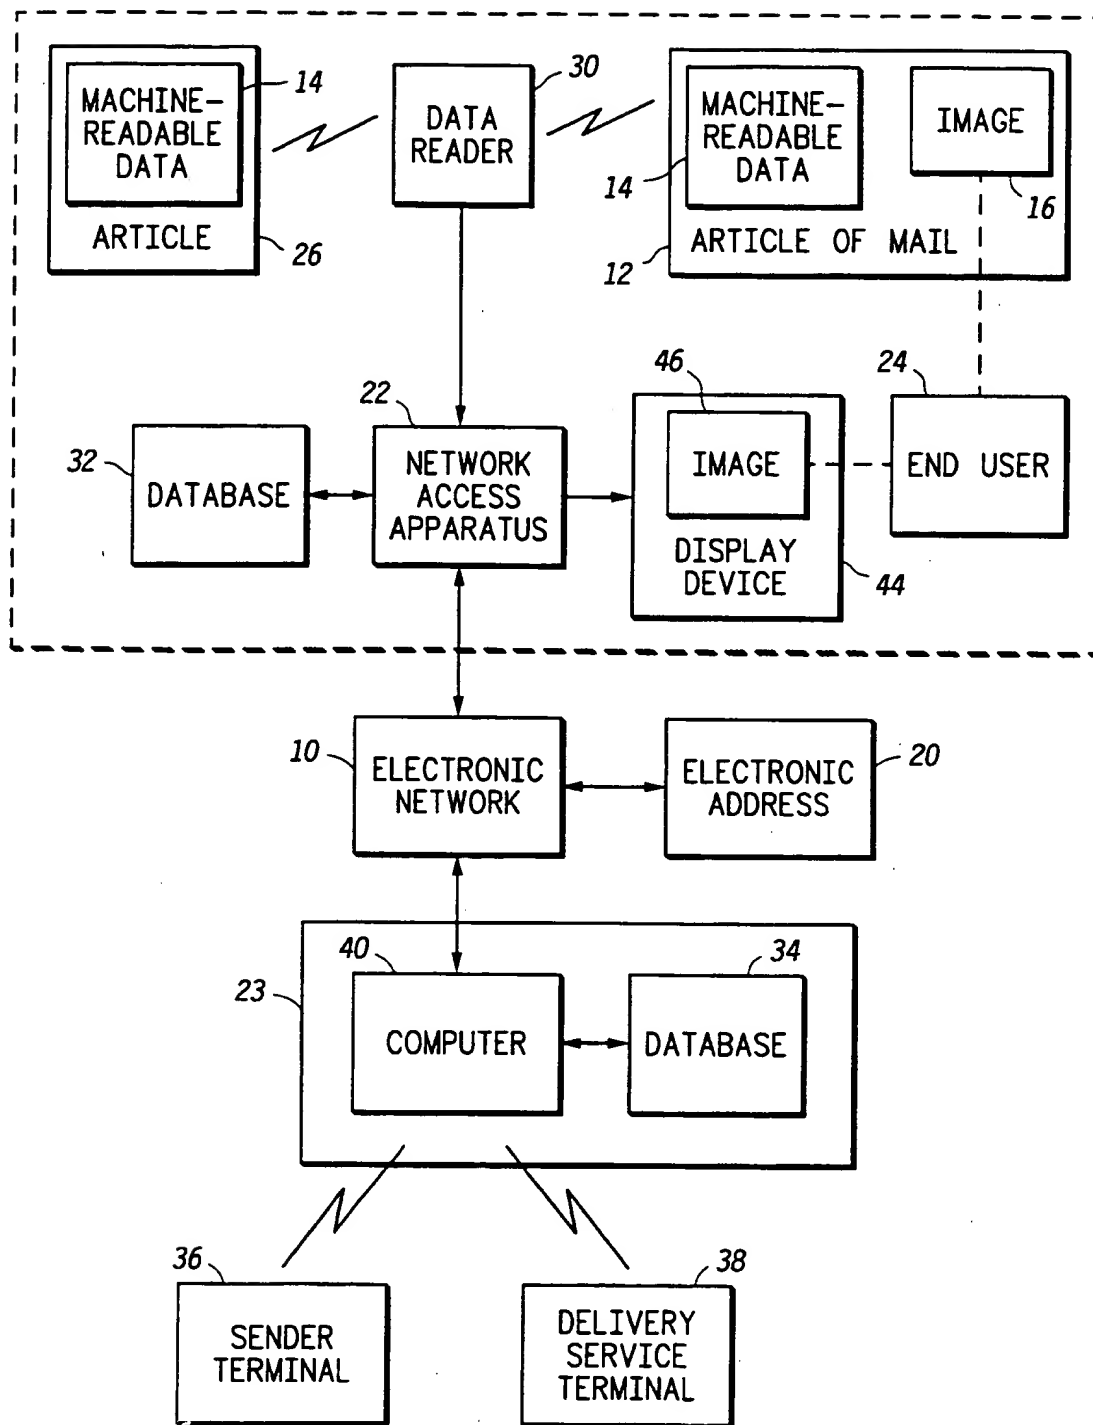 14
MACHINE-
READABLE
DATA
ARTICLE
26
30
DATA
READER
MACHINE-
READABLE
DATA
14
IMAGE
16
ARTICLE OF MAIL
12
32
DATABASE
22
NETWORK
ACCESS
APPARATUS
46
IMAGE
DISPLAY
DEVICE
44
24
END USER
10
ELECTRONIC
NETWORK
ELECTRONIC
ADDRESS
20
23
40
COMPUTER
34
DATABASE
36
SENDER
TERMINAL
38
DELIVERY
SERVICE
TERMINAL